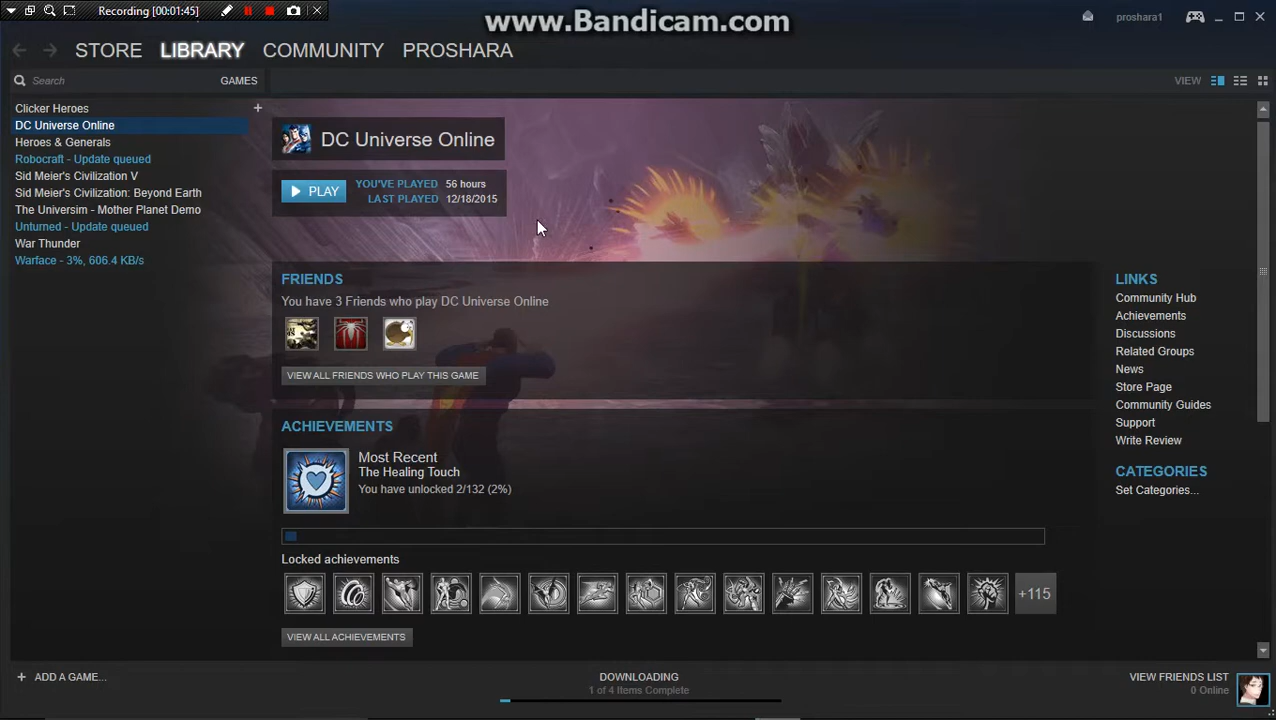 Recording [00:01:45]
www.Bandicam.com
proshara1
STORE LIBRARY COMMUNITY PROSHARA
Search GAMES
VIEW
Clicker Heroes
DC Universe Online
Heroes & Generals
Robocraft - Update queued
Sid Meier's Civilization V
Sid Meier's Civilization: Beyond Earth
The Universim - Mother Planet Demo
Unturned - Update queued
War Thunder
Warface - 3%, 606.4 KB/s
DC Universe Online
PLAY
YOU'VE PLAYED 56 hours
LAST PLAYED 12/18/2015
FRIENDS
You have 3 Friends who play DC Universe Online
VIEW ALL FRIENDS WHO PLAY THIS GAME
ACHIEVEMENTS
Most Recent
The Healing Touch
You have unlocked 2/132 (2%)
Locked achievements
+115
VIEW ALL ACHIEVEMENTS
LINKS
Community Hub
Achievements
Discussions
Related Groups
News
Store Page
Community Guides
Support
Write Review
CATEGORIES
Set Categories...
+ ADD A GAME...
DOWNLOADING
1 of 4 Items Complete
VIEW FRIENDS LIST
0 Online